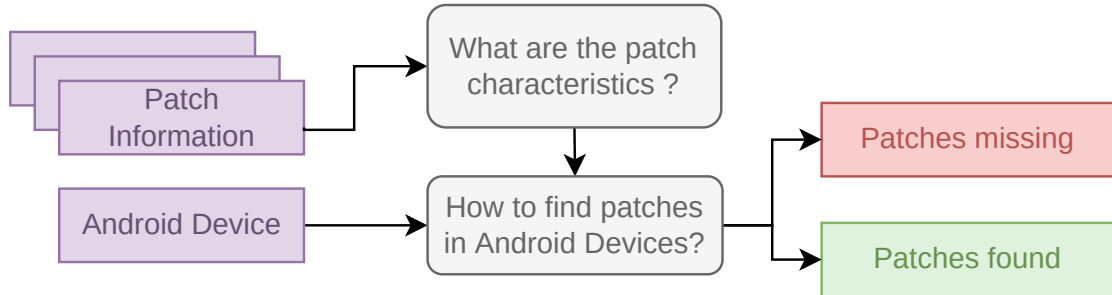 Patch
Information
What are the patch
characteristics ?
Android Device
How to find patches
in Android Devices?
Patches missing
Patches found